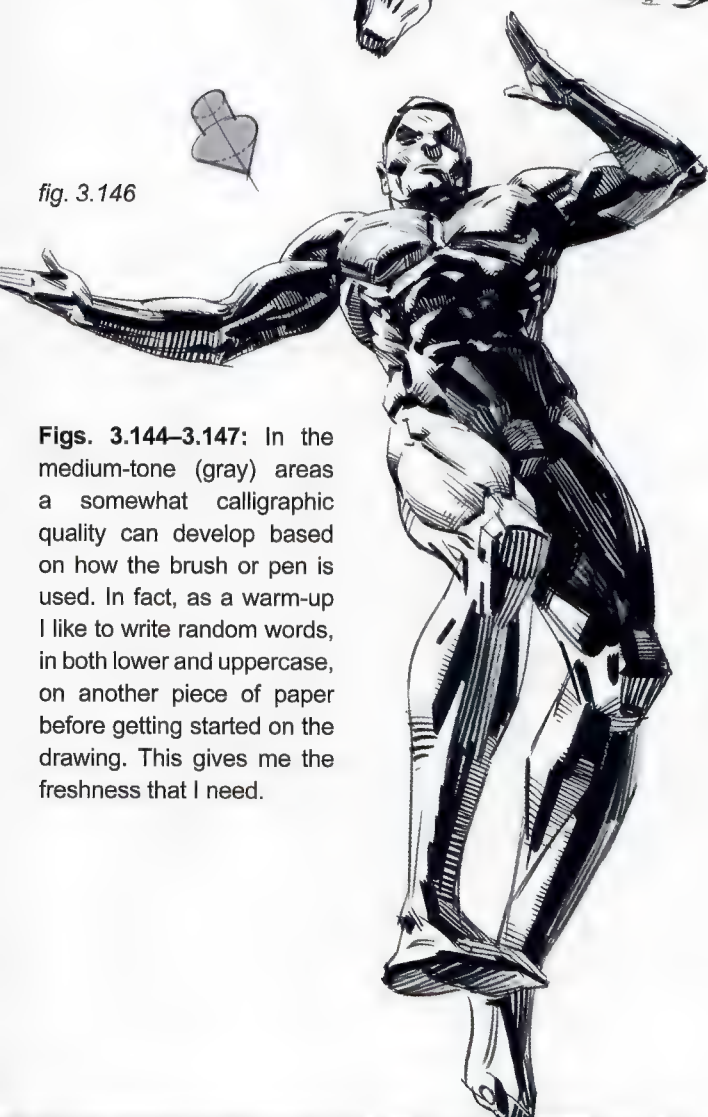 fig. 3.146
Figs. 3.144–3.147: In the
medium-tone (gray) areas
a somewhat calligraphic
quality can develop based
on how the brush or pen is
used. In fact, as a warm-up
I like to write random words,
in both lower and uppercase,
on another piece of paper
before getting started on the
drawing. This gives me the
freshness that I need.